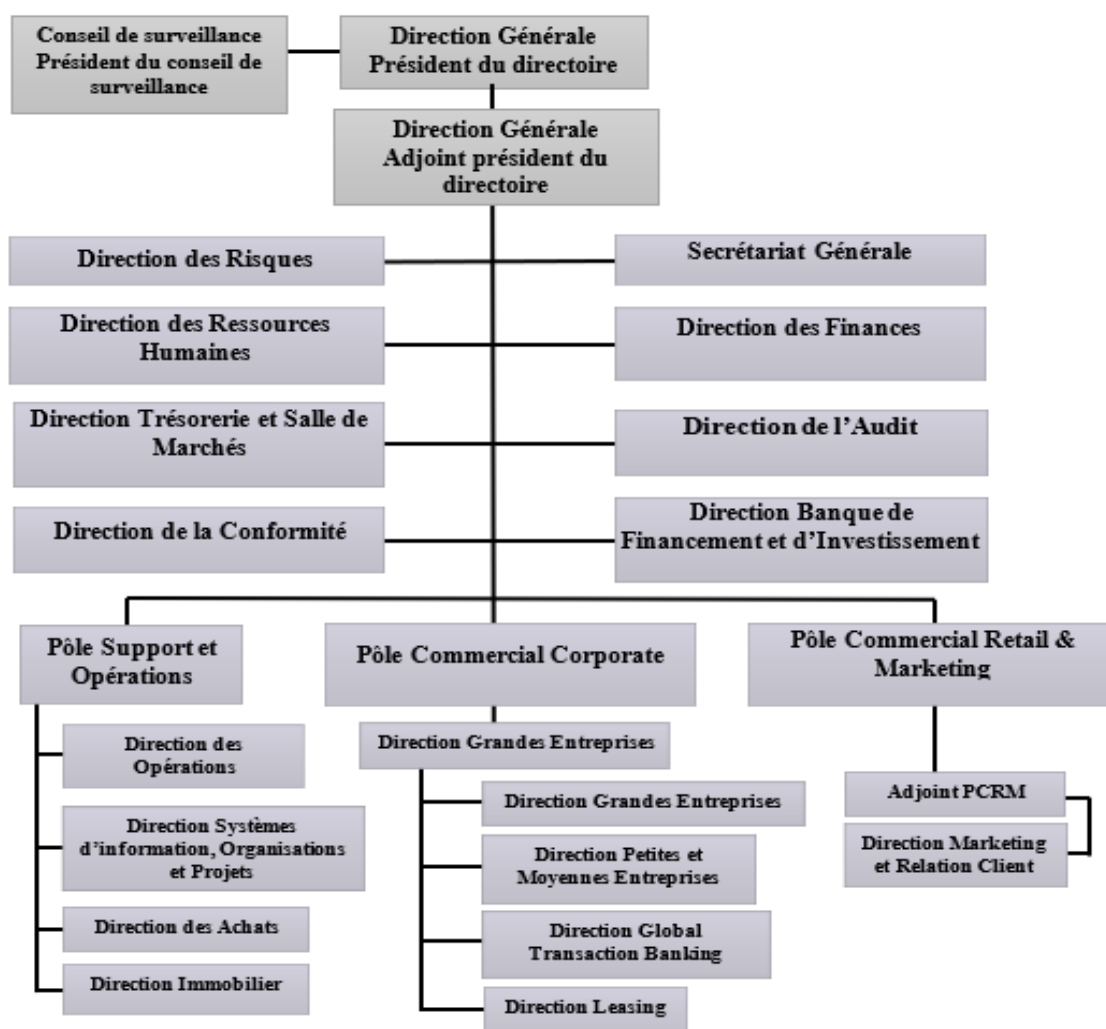 Conseil de surveillance
Président du conseil de
surveillance
Direction Générale
Président du directoire
Direction Générale
Adjoint président du
directoire
Direction des Risques
Secrétariat Générale
Direction des Ressources
Humaines
Direction des Finances
Direction Trésorerie et Salle de
Marchés
Direction de l’Audit
Direction de la Conformité
Direction Banque de
Financement et d’Investissement
Pôle Support et
Opérations
Direction des
Opérations
Direction Systèmes
d’information, Organisations
et Projets
Direction des Achats
Direction Immobilier
Pôle Commercial Corporate
Direction Grandes Entreprises
Direction Grandes Entreprises
Direction Petites et
Moyennes Entreprises
Direction Global
Transaction Banking
Direction Leasing
Pôle Commercial Retail &
Marketing
Adjoint PCRM
Direction Marketing
et Relation Client